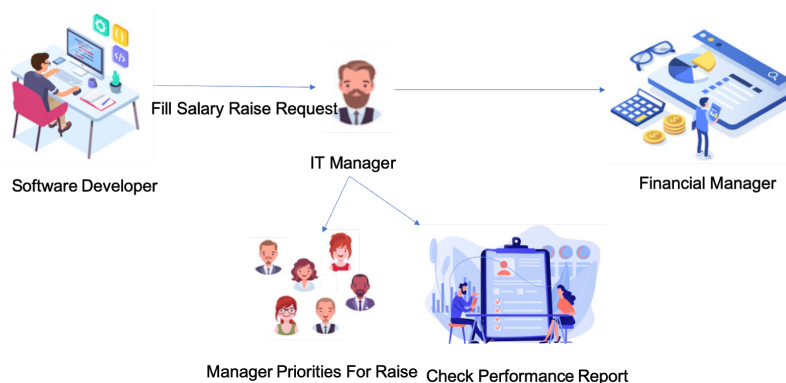 Fill Salary Raise Request
IT Manager
Software Developer
Financial Manager
Manager Priorities For Raise
Check Performance Report